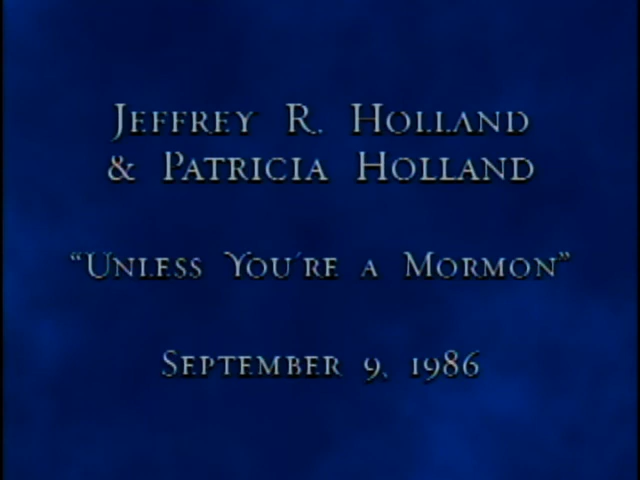 Jeffrey R. Holland
& Patricia Holland
“Unless You're a Mormon”
September 9, 1986